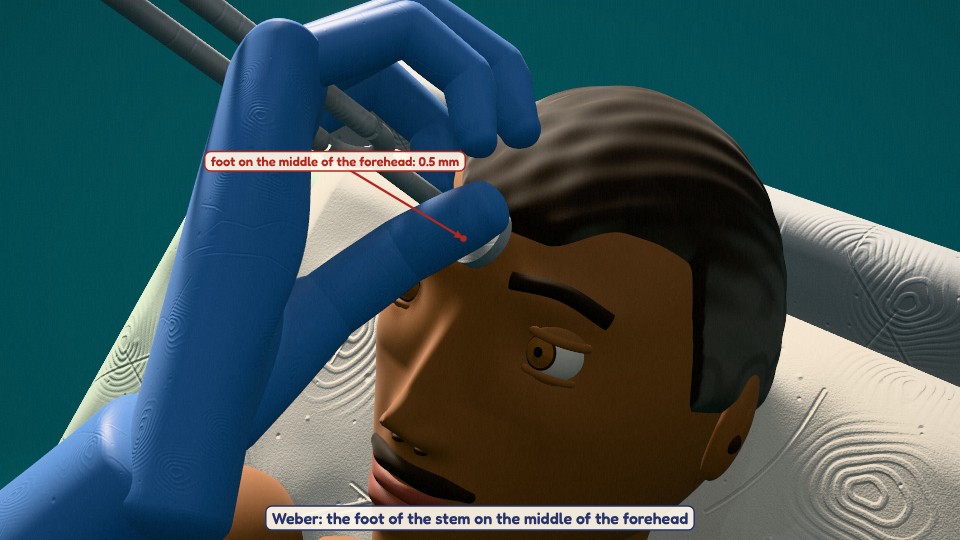 foot on the middle of the forehead: 0.5 mm
Weber: the foot of the stem on the middle of the forehead